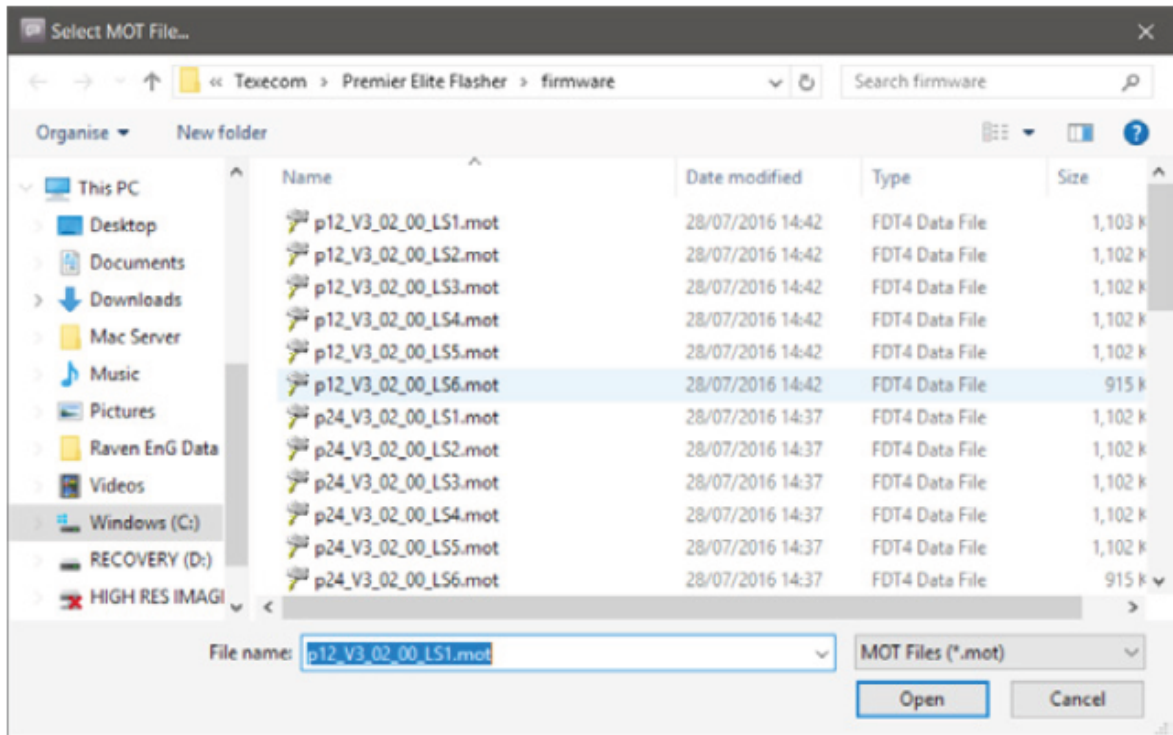 Select MOT File...
« Texecom > Premier Elite Flasher > firmware
Search firmware
Organise
New folder
Name Date modified Type Size
This PC
Desktop
Documents
Downloads
Mac Server
Music
Pictures
Raven EnG Data
Videos
Windows (C:)
RECOVERY (D:)
HIGH RES IMAGI
p12_V3_02_00_LS1.mot 28/07/2016 14:42 FDT4 Data File 1,103 K
p12_V3_02_00_LS2.mot 28/07/2016 14:42 FDT4 Data File 1,102 K
p12_V3_02_00_LS3.mot 28/07/2016 14:42 FDT4 Data File 1,102 K
p12_V3_02_00_LS4.mot 28/07/2016 14:42 FDT4 Data File 1,102 K
p12_V3_02_00_LS5.mot 28/07/2016 14:42 FDT4 Data File 1,102 K
p12_V3_02_00_LS6.mot 28/07/2016 14:42 FDT4 Data File 915 K
p24_V3_02_00_LS1.mot 28/07/2016 14:37 FDT4 Data File 1,102 K
p24_V3_02_00_LS2.mot 28/07/2016 14:37 FDT4 Data File 1,102 K
p24_V3_02_00_LS3.mot 28/07/2016 14:37 FDT4 Data File 1,102 K
p24_V3_02_00_LS4.mot 28/07/2016 14:37 FDT4 Data File 1,102 K
p24_V3_02_00_LS5.mot 28/07/2016 14:37 FDT4 Data File 1,102 K
p24_V3_02_00_LS6.mot 28/07/2016 14:37 FDT4 Data File 915 K
File name: p12_V3_02_00_LS1.mot
MOT Files (*.mot)
Open
Cancel